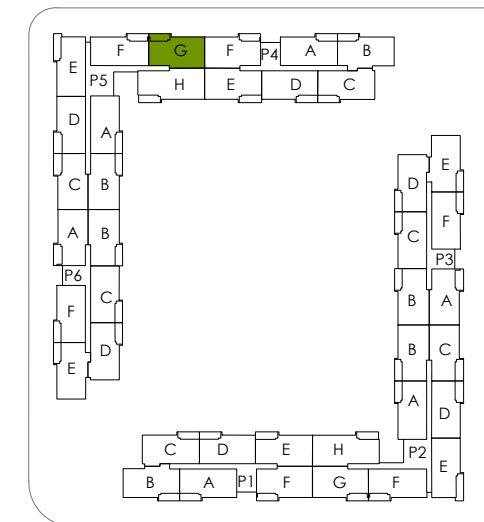 F G F P4 A B
E P5 H E D C
D A
E
D
C B
F
C
A B P3
P6
B A
F C
B C
D
E
A D
C D E H P2
E
B A P1 F G F